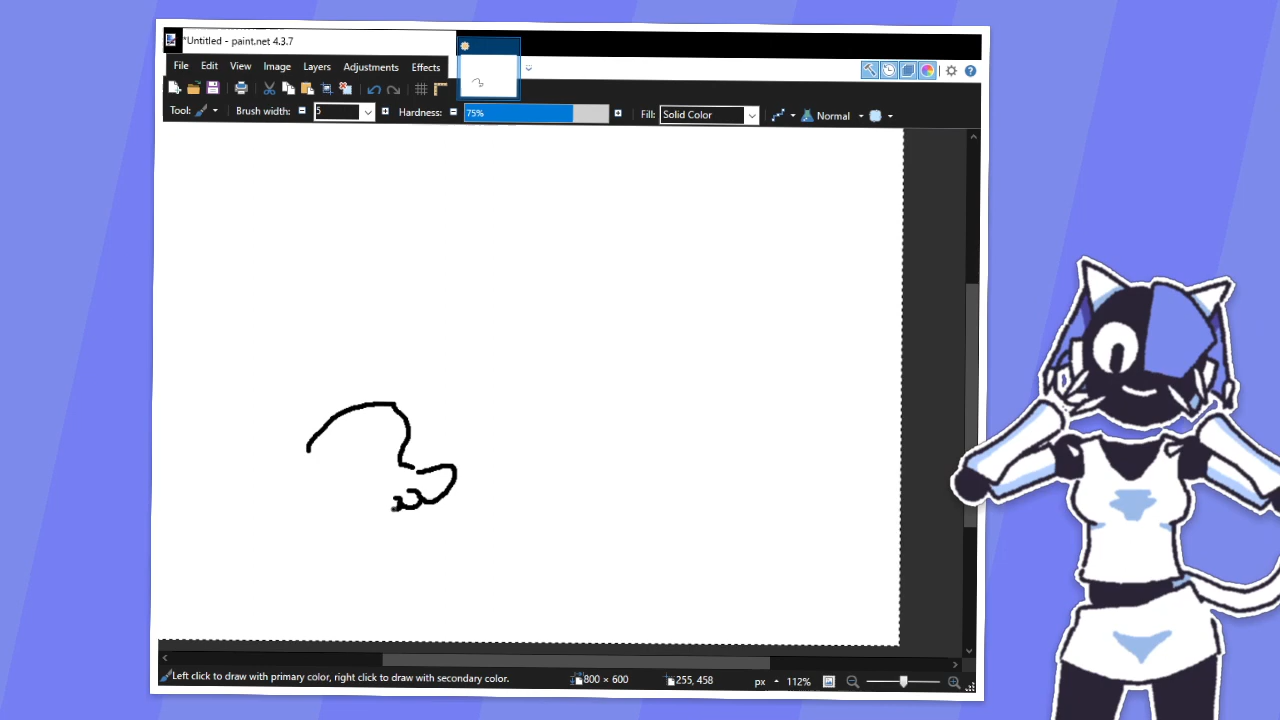 *Untitled - paint.net 4.3.7
File Edit View Image Layers Adjustments Effects
Tool: Brush width: 5 Hardness: 75% Fill: Solid Color Normal
Left click to draw with primary color, right click to draw with secondary color. 800 × 600 255, 458 px 112%